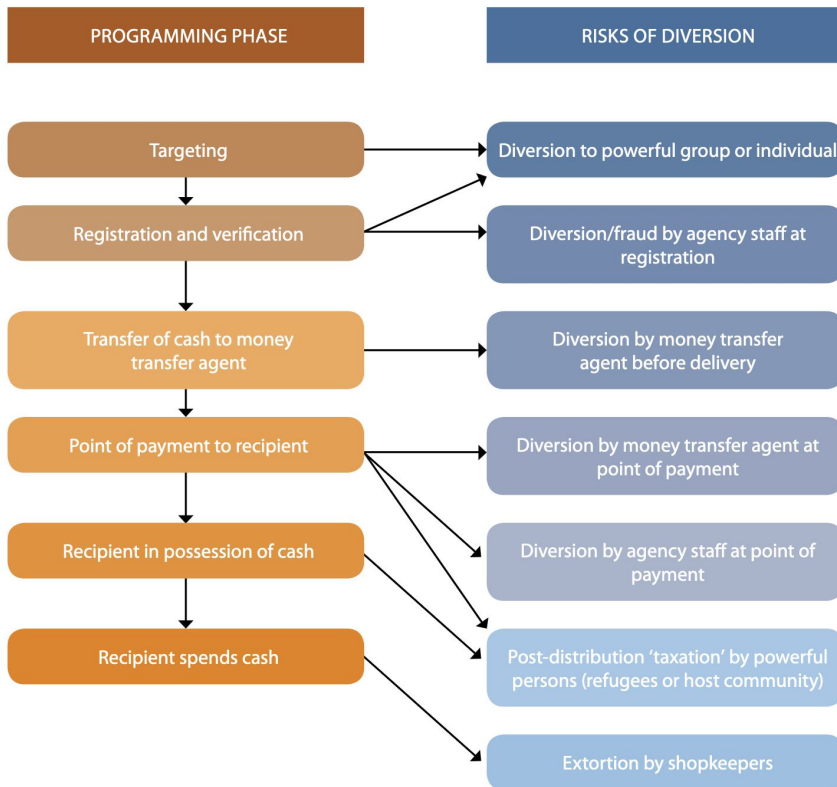 PROGRAMMING PHASE
RISKS OF DIVERSION
Targeting
Diversion to powerful group or individual
Registration and verification
Diversion/fraud by agency staff at
registration
Transfer of cash to money
transfer agent
Diversion by money transfer
agent before delivery
Point of payment to recipient
Diversion by money transfer agent at
point of payment
Recipient in possession of cash
Diversion by agency staff at point of
payment
Recipient spends cash
Post-distribution ‘taxation’ by powerful
persons (refugees or host community)
Extortion by shopkeepers